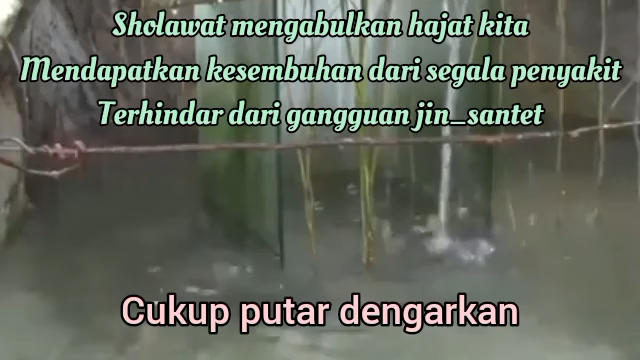 Sholawat mengabulkan hajat kita
Mendapatkan kesembuhan dari segala penyakit
Terhindar dari gangguan jin_santet
Cukup putar dengarkan